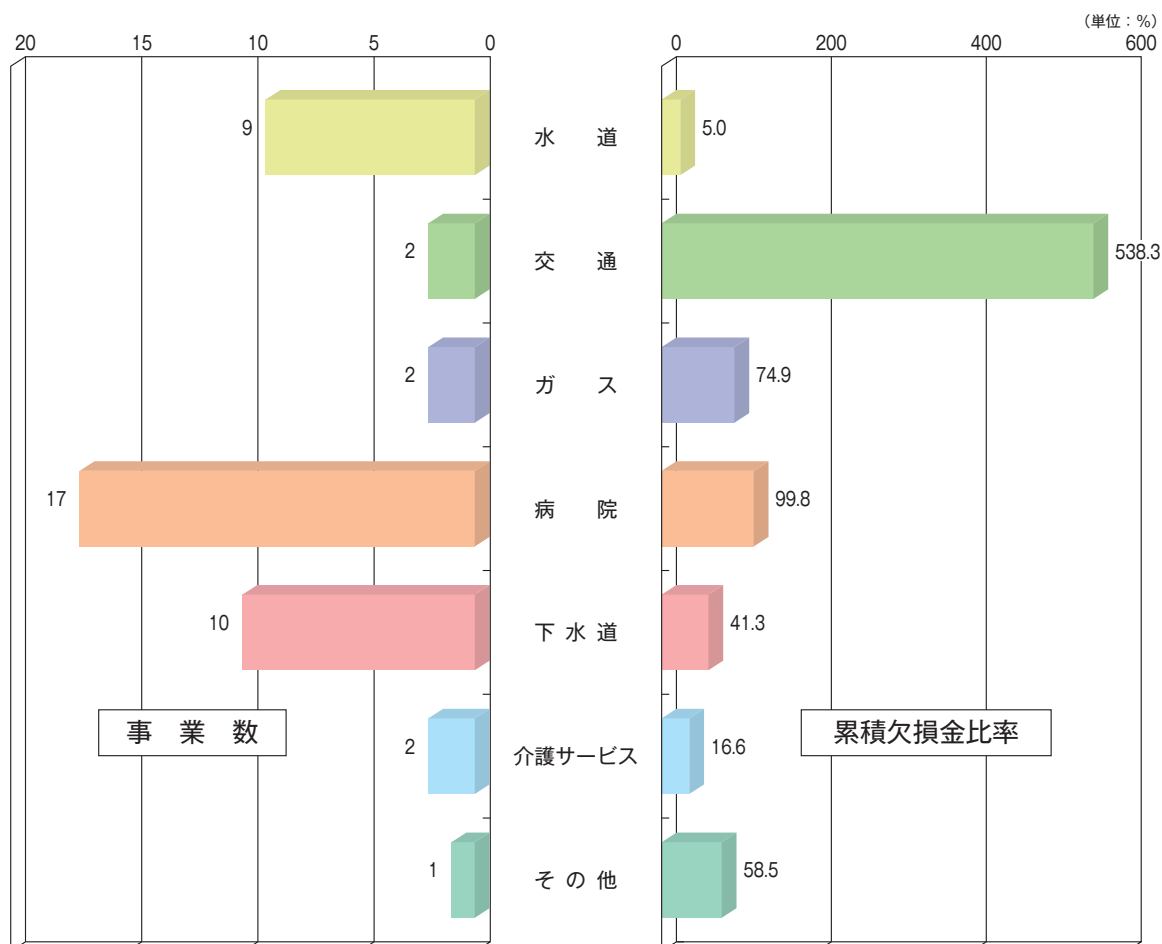 (単位：%)
20 15 10 5 0 0 200 400 600
9 水道 5.0
2 交通 538.3
2 ガス 74.9
17 病院 99.8
10 下水道 41.3
事業数 累積欠損金比率
2 介護サービス 16.6
1 その他 58.5